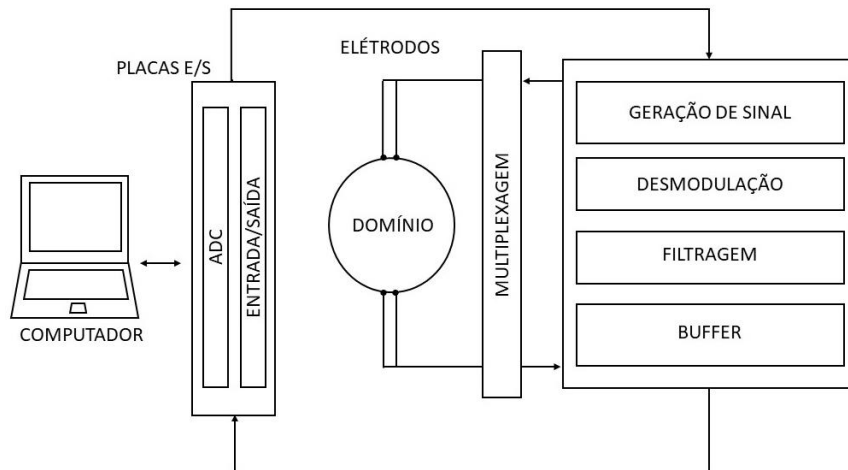 ELÉTRODOS
PLACAS E/S
GERAÇÃO DE SINAL
DESMODULAÇÃO
FILTRAGEM
BUFFER
MULTIPLEXAGEM
DOMÍNIO
ADC
ENTRADA/SAÍDA
COMPUTADOR